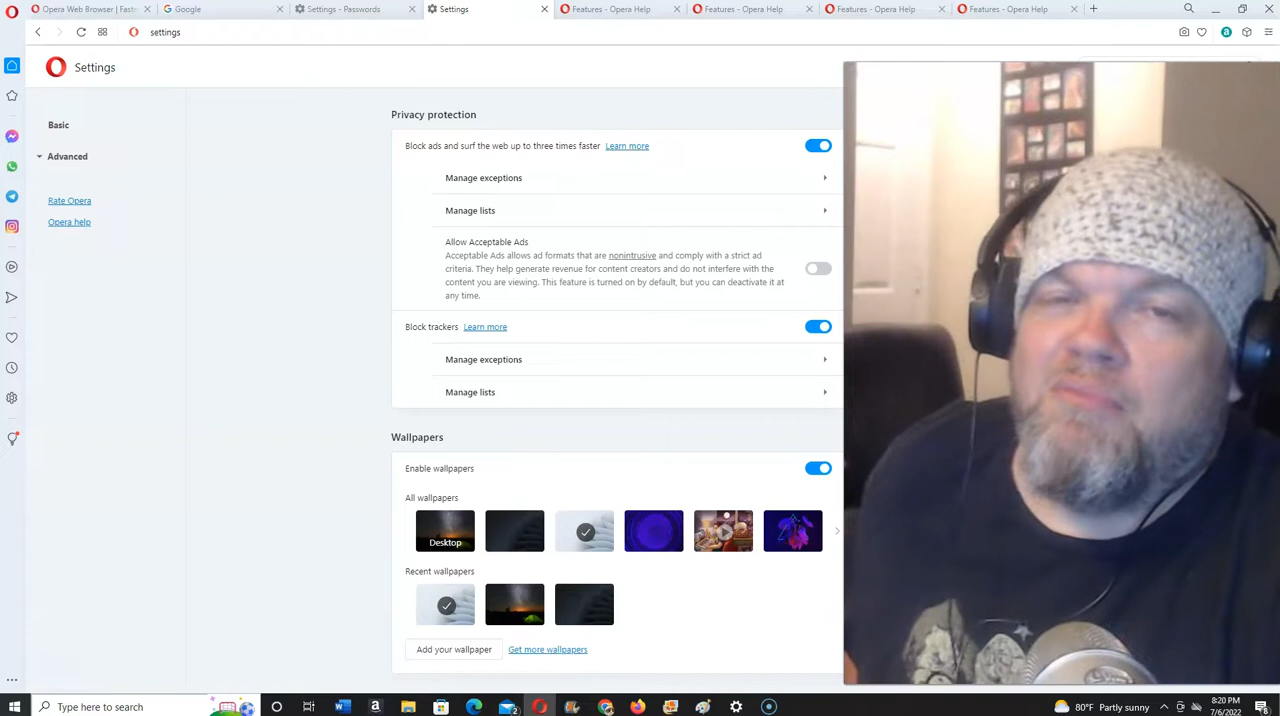 Opera Web Browser | Faste
Google
Settings - Passwords
Settings
Features - Opera Help
Features - Opera Help
Features - Opera Help
Features - Opera Help
settings
Settings
Basic
Advanced
Rate Opera
Opera help
Privacy protection
Block ads and surf the web up to three times faster Learn more
Manage exceptions
Manage lists
Allow Acceptable Ads
Acceptable Ads allows ad formats that are nonintrusive and comply with a strict ad
criteria. They help generate revenue for content creators and do not interfere with the
content you are viewing. This feature is turned on by default, but you can deactivate it at
any time.
Block trackers Learn more
Manage exceptions
Manage lists
Wallpapers
Enable wallpapers
All wallpapers
Desktop
Recent wallpapers
Add your wallpaper
Get more wallpapers
Type here to search
80°F Partly sunny
8:20 PM
7/6/2022